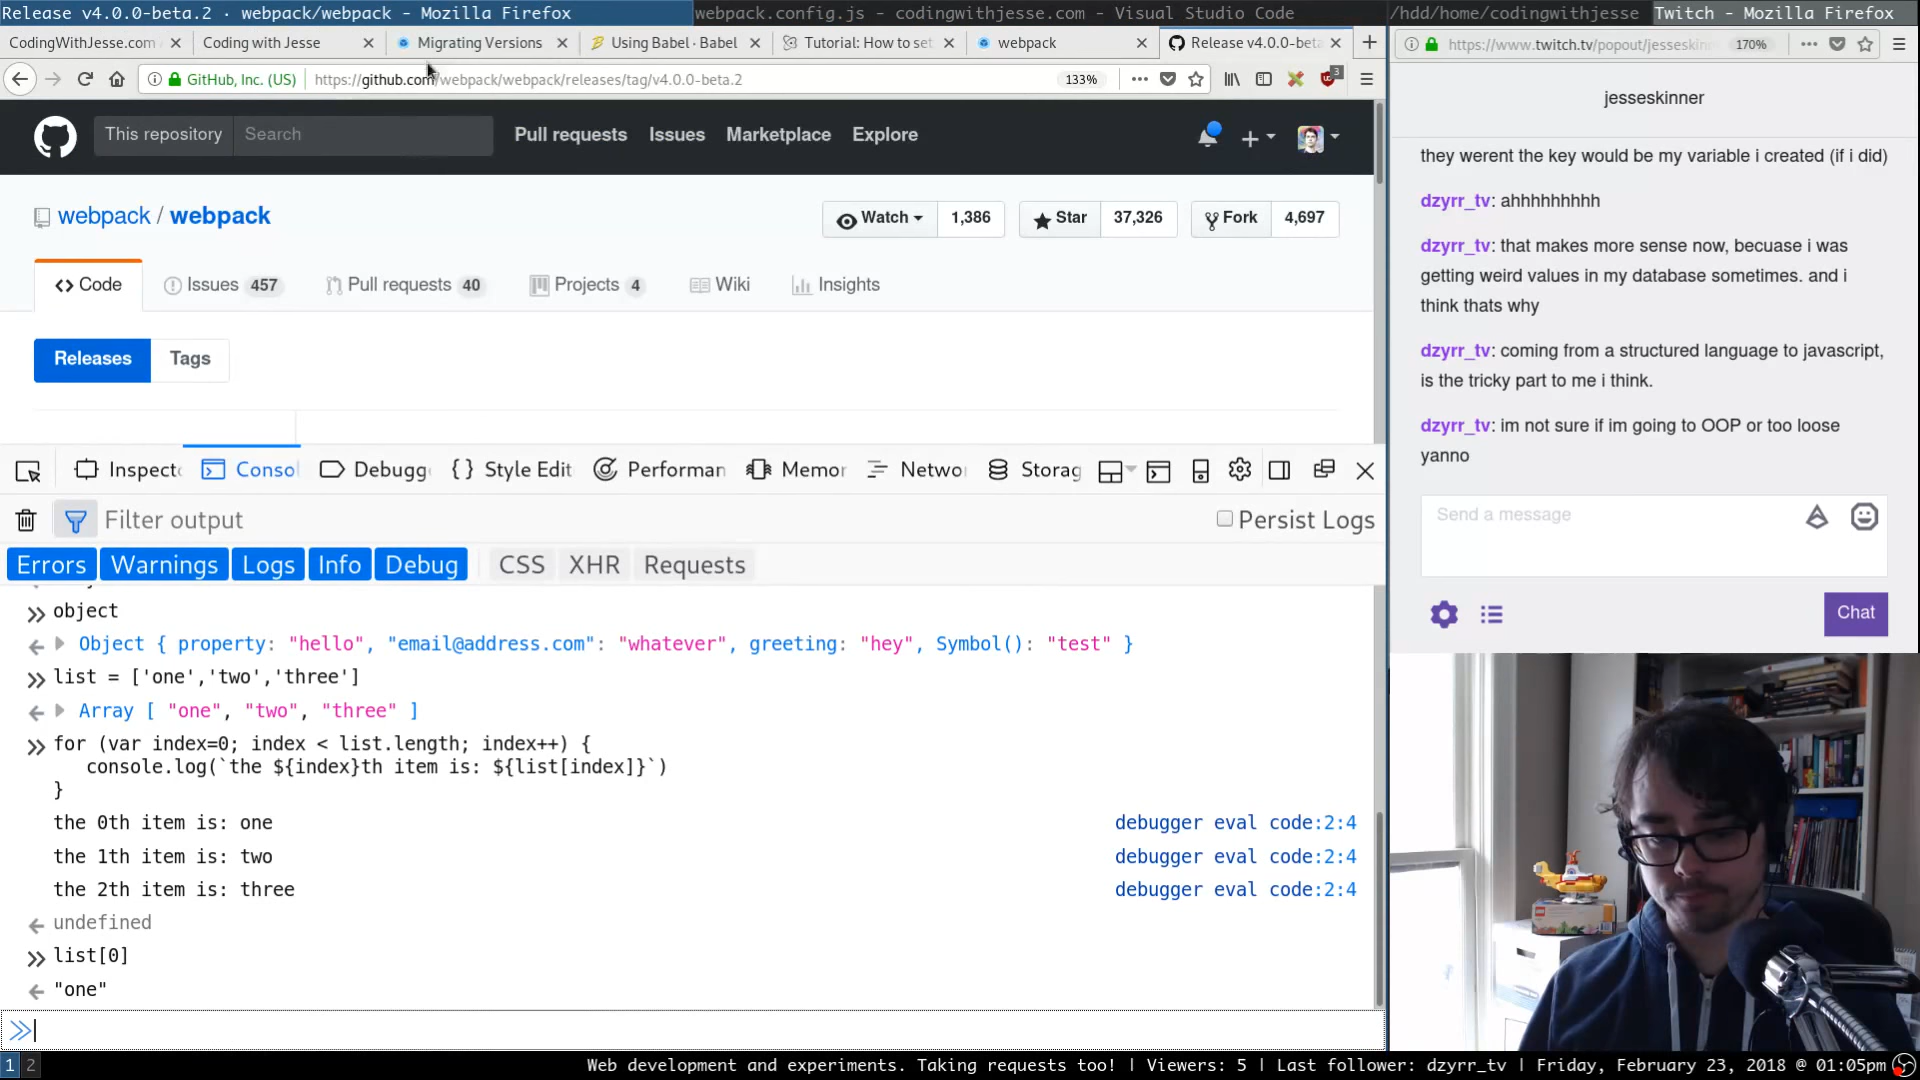 Release v4.0.0-beta.2 · webpack/webpack - Mozilla Firefox
webpack.config.js - codingwithjesse.com - Visual Studio Code
/hdd/home/codingwithjesse
Twitch - Mozilla Firefox
CodingWithJesse.com
Coding with Jesse
Migrating Versions
Using Babel · Babel
Tutorial: How to set
webpack
Release v4.0.0-beta
GitHub, Inc. (US)
https://github.com/webpack/webpack/releases/tag/v4.0.0-beta.2
133%
3
https://www.twitch.tv/popout/jesseskinn
170%
This repository
Search
Pull requests
Issues
Marketplace
Explore
webpack / webpack
Watch
1,386
Star
37,326
Fork
4,697
Code
Issues 457
Pull requests 40
Projects 4
Wiki
Insights
Releases
Tags
Inspecto
Consol
Debugg
{ } Style Edit
Performan
Memor
Netwo
Storag
Filter output
Persist Logs
Errors
Warnings
Logs
Info
Debug
CSS
XHR
Requests
object
Object { property: "hello", "email@address.com": "whatever", greeting: "hey", Symbol(): "test" }
list = ['one','two','three']
Array [ "one", "two", "three" ]
for (var index=0; index < list.length; index++) {
console.log(`the ${index}th item is: ${list[index]}`)
}
the 0th item is: one
debugger eval code:2:4
the 1th item is: two
debugger eval code:2:4
the 2th item is: three
debugger eval code:2:4
undefined
list[0]
"one"
jesseskinner
they werent the key would be my variable i created (if i did)
dzyrr_tv: ahhhhhhhhh
dzyrr_tv: that makes more sense now, becuase i was
getting weird values in my database sometimes. and i
think thats why
dzyrr_tv: coming from a structured language to javascript,
is the tricky part to me i think.
dzyrr_tv: im not sure if im going to OOP or too loose
yanno
Send a message
Chat
1 2
Web development and experiments. Taking requests too! | Viewers: 5 | Last follower: dzyrr_tv | Friday, February 23, 2018 @ 01:05pm